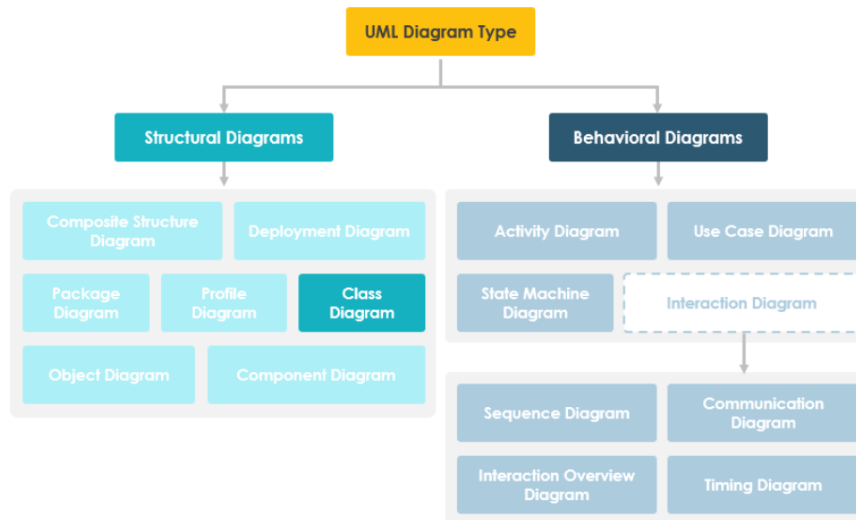 UML Diagram Type
Structural Diagrams
Behavioral Diagrams
Composite Structure
Diagram
Deployment Diagram
Package
Diagram
Profile
Diagram
Class
Diagram
Object Diagram
Component Diagram
Activity Diagram
Use Case Diagram
State Machine
Diagram
Interaction Diagram
Sequence Diagram
Communication
Diagram
Interaction Overview
Diagram
Timing Diagram